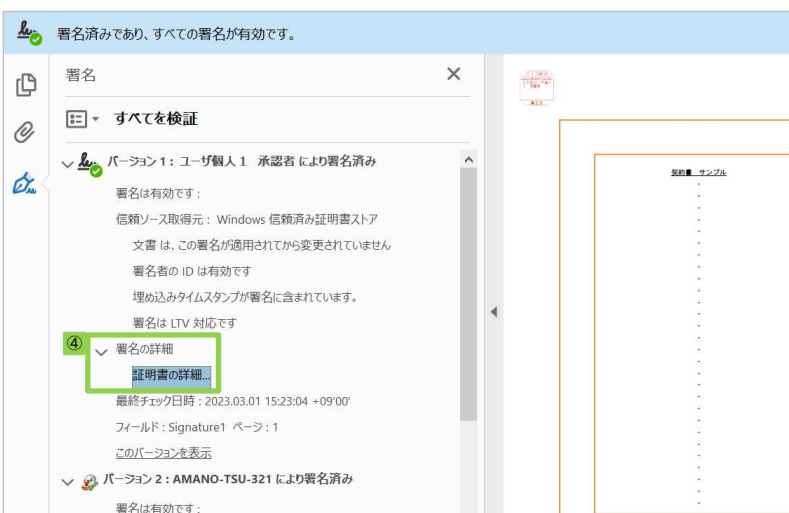 署名済みであり、すべての署名が有効です。
署名
すべてを検証
バージョン 1 : ユーザ個人 1 承認者 により署名済み
署名は有効です :
信頼ソース取得元 : Windows 信頼済み証明書ストア
文書 は、この署名が適用されてから変更されていません
署名者の ID は有効です
埋め込みタイムスタンプが署名に含まれています。
署名は LTV 対応です
④
署名の詳細
証明書の詳細...
最終チェック日時 : 2023.03.01 15:23:04 +09'00'
フィールド : Signature1 ページ : 1
このバージョンを表示
バージョン 2 : AMANO-TSU-321 により署名済み
署名は有効です :
契約書 サンプル